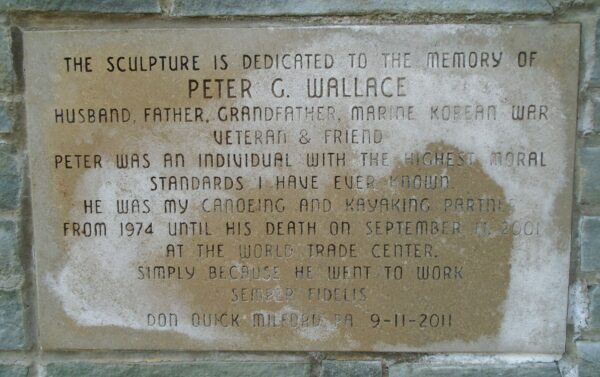 THE SCULPTURE IS DEDICATED TO THE MEMORY OF
PETER G. WALLACE
HUSBAND, FATHER, GRANDFATHER, MARINE KOREAN WAR
VETERAN & FRIEND
PETER WAS AN INDIVIDUAL WITH THE HIGHEST MORAL
STANDARDS I HAVE EVER KNOWN.
HE WAS MY CANOEING AND KAYAKING PARTNER
FROM 1974 UNTIL HIS DEATH ON SEPTEMBER 11, 2001
AT THE WORLD TRADE CENTER.
SIMPLY BECAUSE HE WENT TO WORK
SEMPER FIDELIS
DON QUICK MILFORD PA 9-11-2011